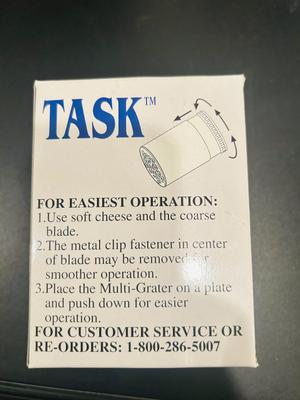 TASK™
FOR EASIEST OPERATION:
1.Use soft cheese and the coarse
blade.
2.The metal clip fastener in center
of blade may be removed for
smoother operation.
3.Place the Multi-Grater on a plate
and push down for easier
operation.
FOR CUSTOMER SERVICE OR
RE-ORDERS: 1-800-286-5007